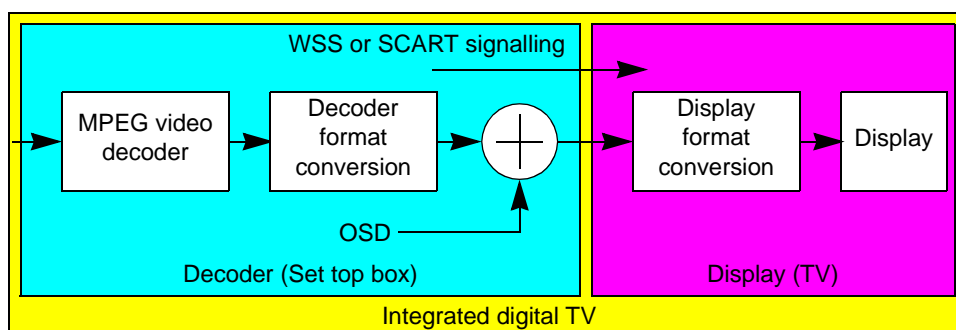 WSS or SCART signalling
MPEG video
decoder
Decoder
format
conversion
Display
format
conversion
Display
OSD
Decoder (Set top box)
Display (TV)
Integrated digital TV